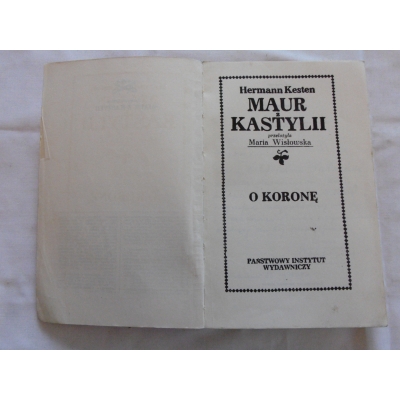 Hermann Kesten
MAUR
Z
KASTYLII
przełożyła
Maria Wisłowska
O KORONĘ
PAŃSTWOWY INSTYTUT
WYDAWNICZY